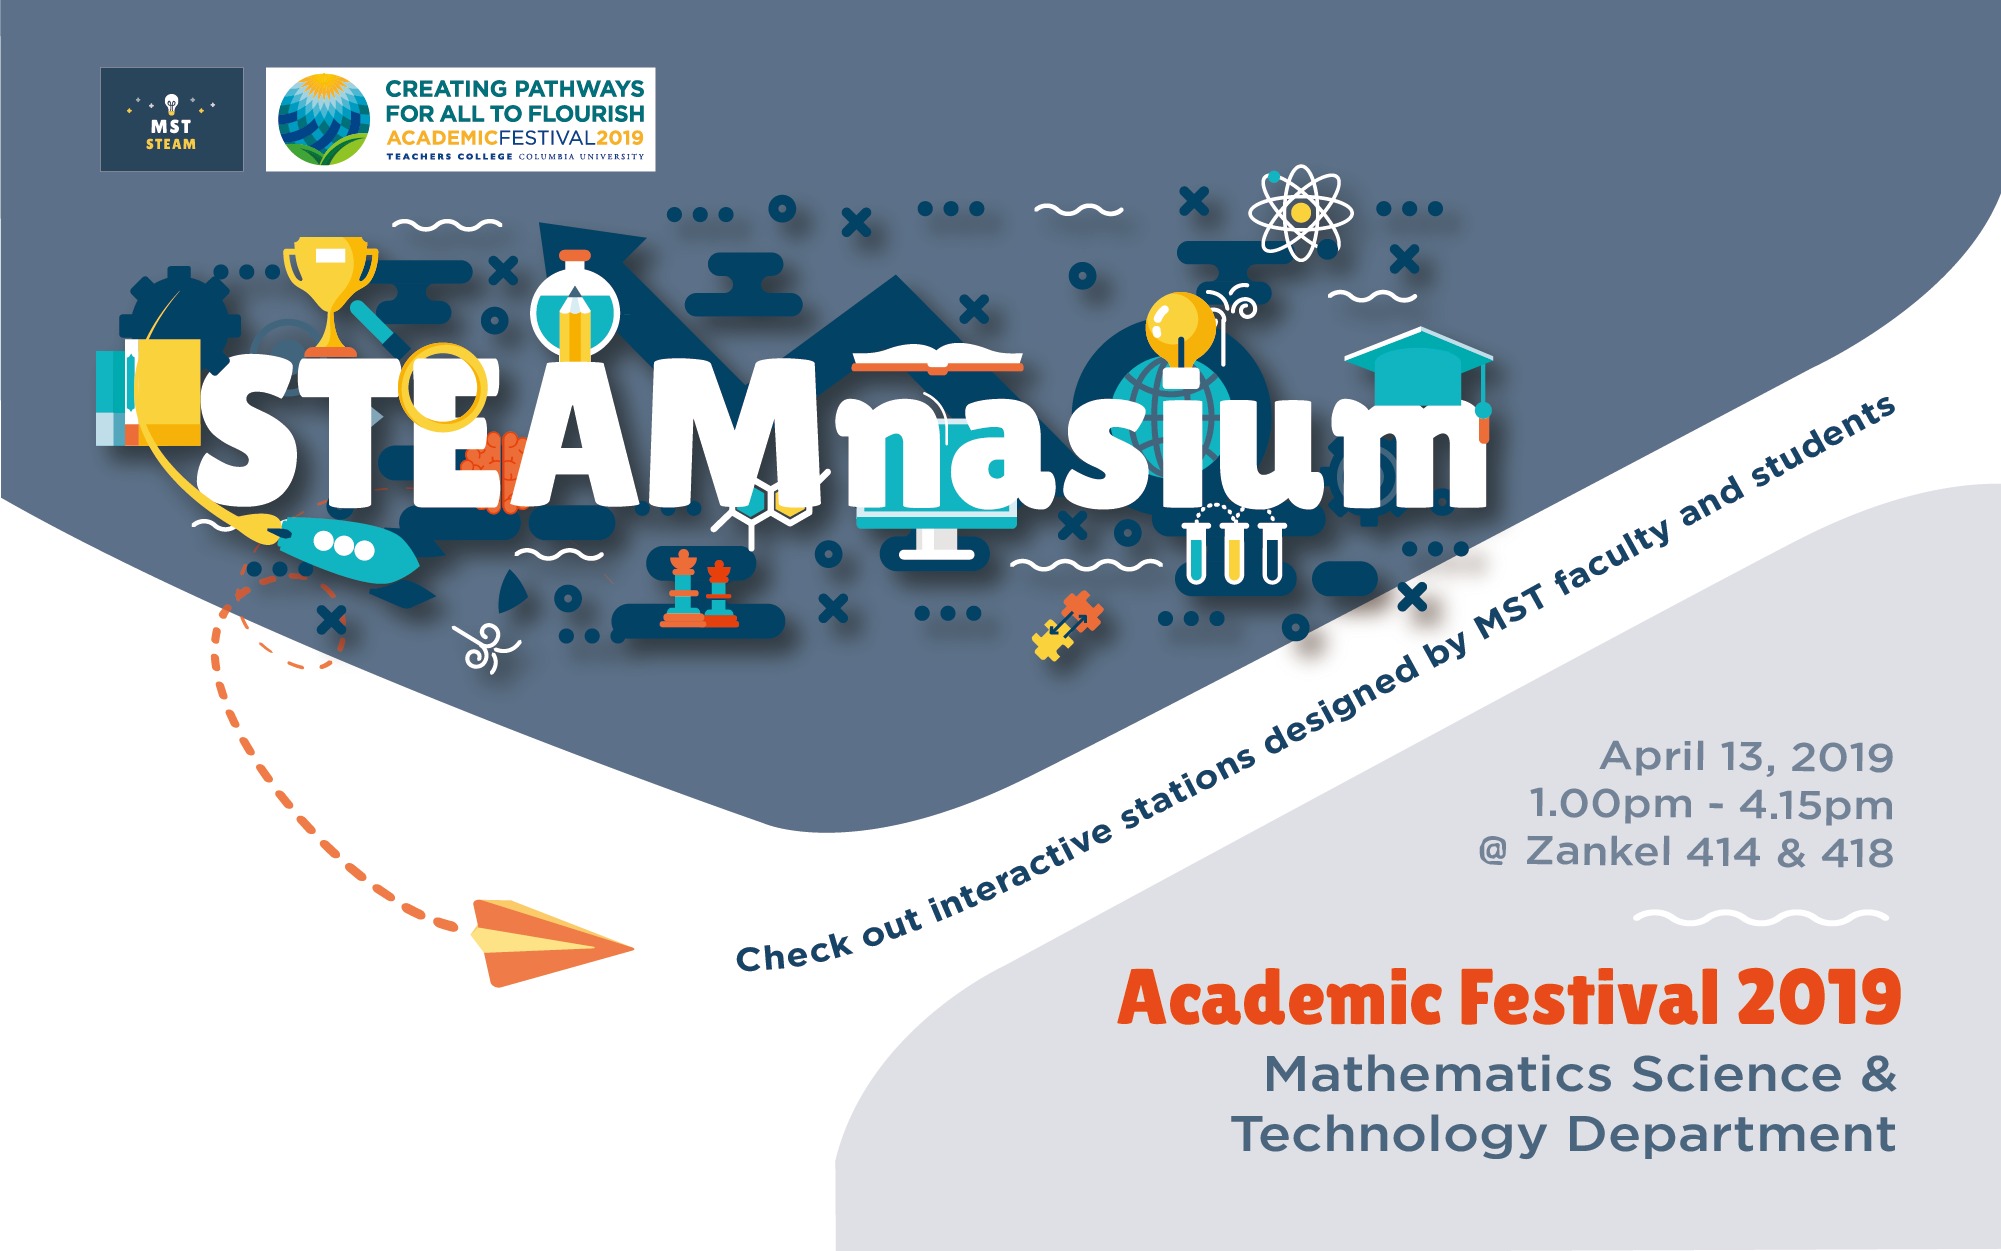 MST
STEAM
CREATING PATHWAYS
FOR ALL TO FLOURISH
ACADEMICFESTIVAL2019
TEACHERS COLLEGE COLUMBIA UNIVERSITY
STEAMnasium
Check out interactive stations designed by MST faculty and students
April 13, 2019
1.00pm - 4.15pm
@ Zankel 414 & 418
Academic Festival 2019
Mathematics Science &
Technology Department